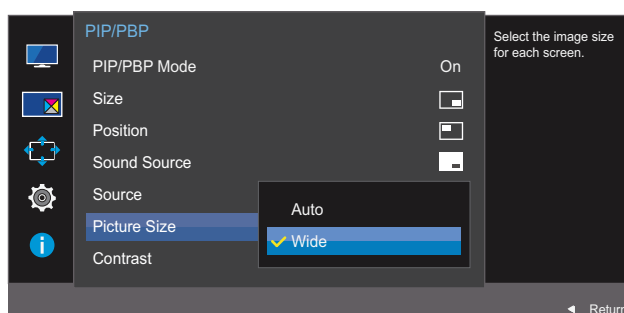 PIP/PBP
PIP/PBP Mode On
Size
Position
Sound Source
Source
Picture Size
Contrast
Auto
Wide
Select the image size
for each screen.
Return